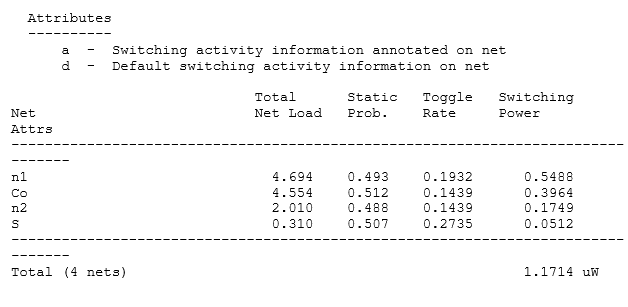 Attributes
----------
a - Switching activity information annotated on net
d - Default switching activity information on net
Total Static Toggle Switching
Net Net Load Prob. Rate Power
Attrs
--------------------------------------------------------------------------------
-------
n1 4.694 0.493 0.1932 0.5488
Co 4.554 0.512 0.1439 0.3964
n2 2.010 0.488 0.1439 0.1749
S 0.310 0.507 0.2735 0.0512
--------------------------------------------------------------------------------
-------
Total (4 nets) 1.1714 uW